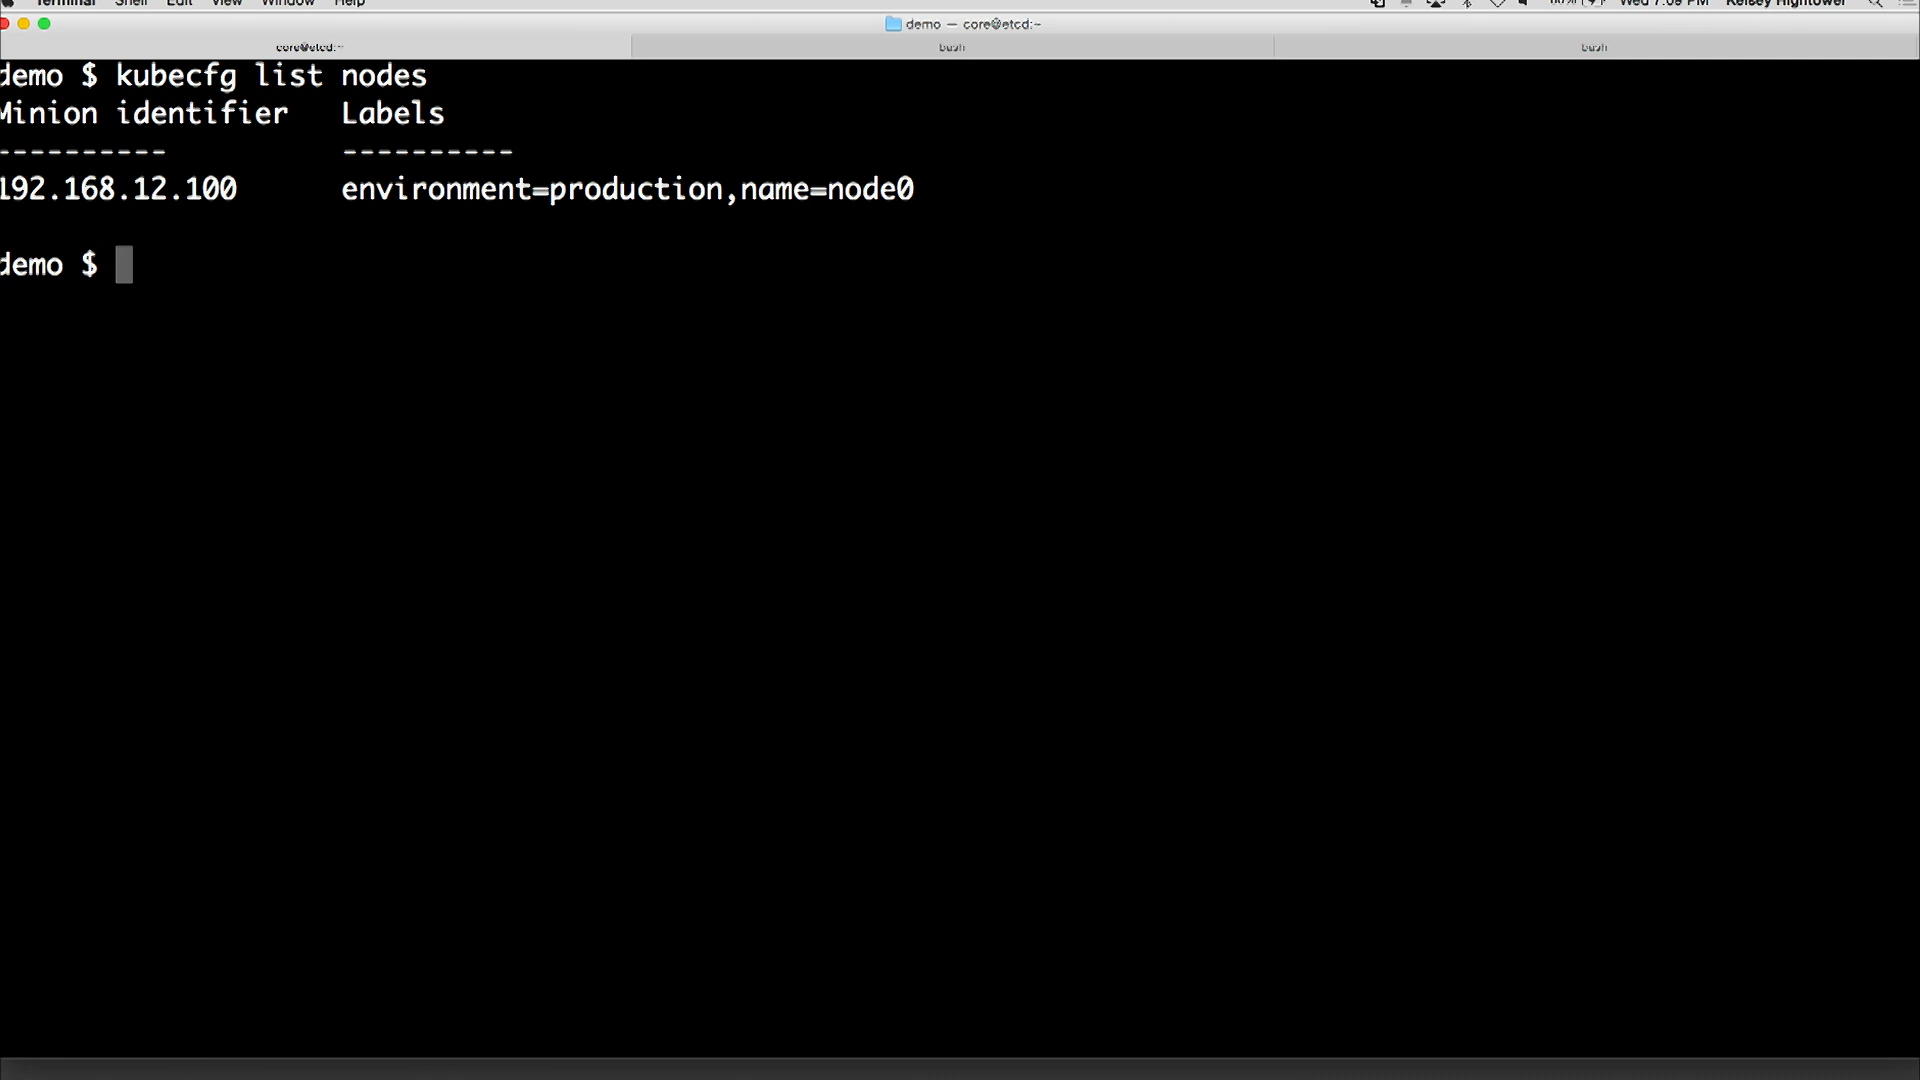 Terminal Shell Edit View Window Help
Wed 7:09 PM Kelsey Hightower
demo — core@etcd:~
core@etcd:~ bash bash
demo $ kubecfg list nodes
Minion identifier Labels
---------- ----------
192.168.12.100 environment=production,name=node0
demo $